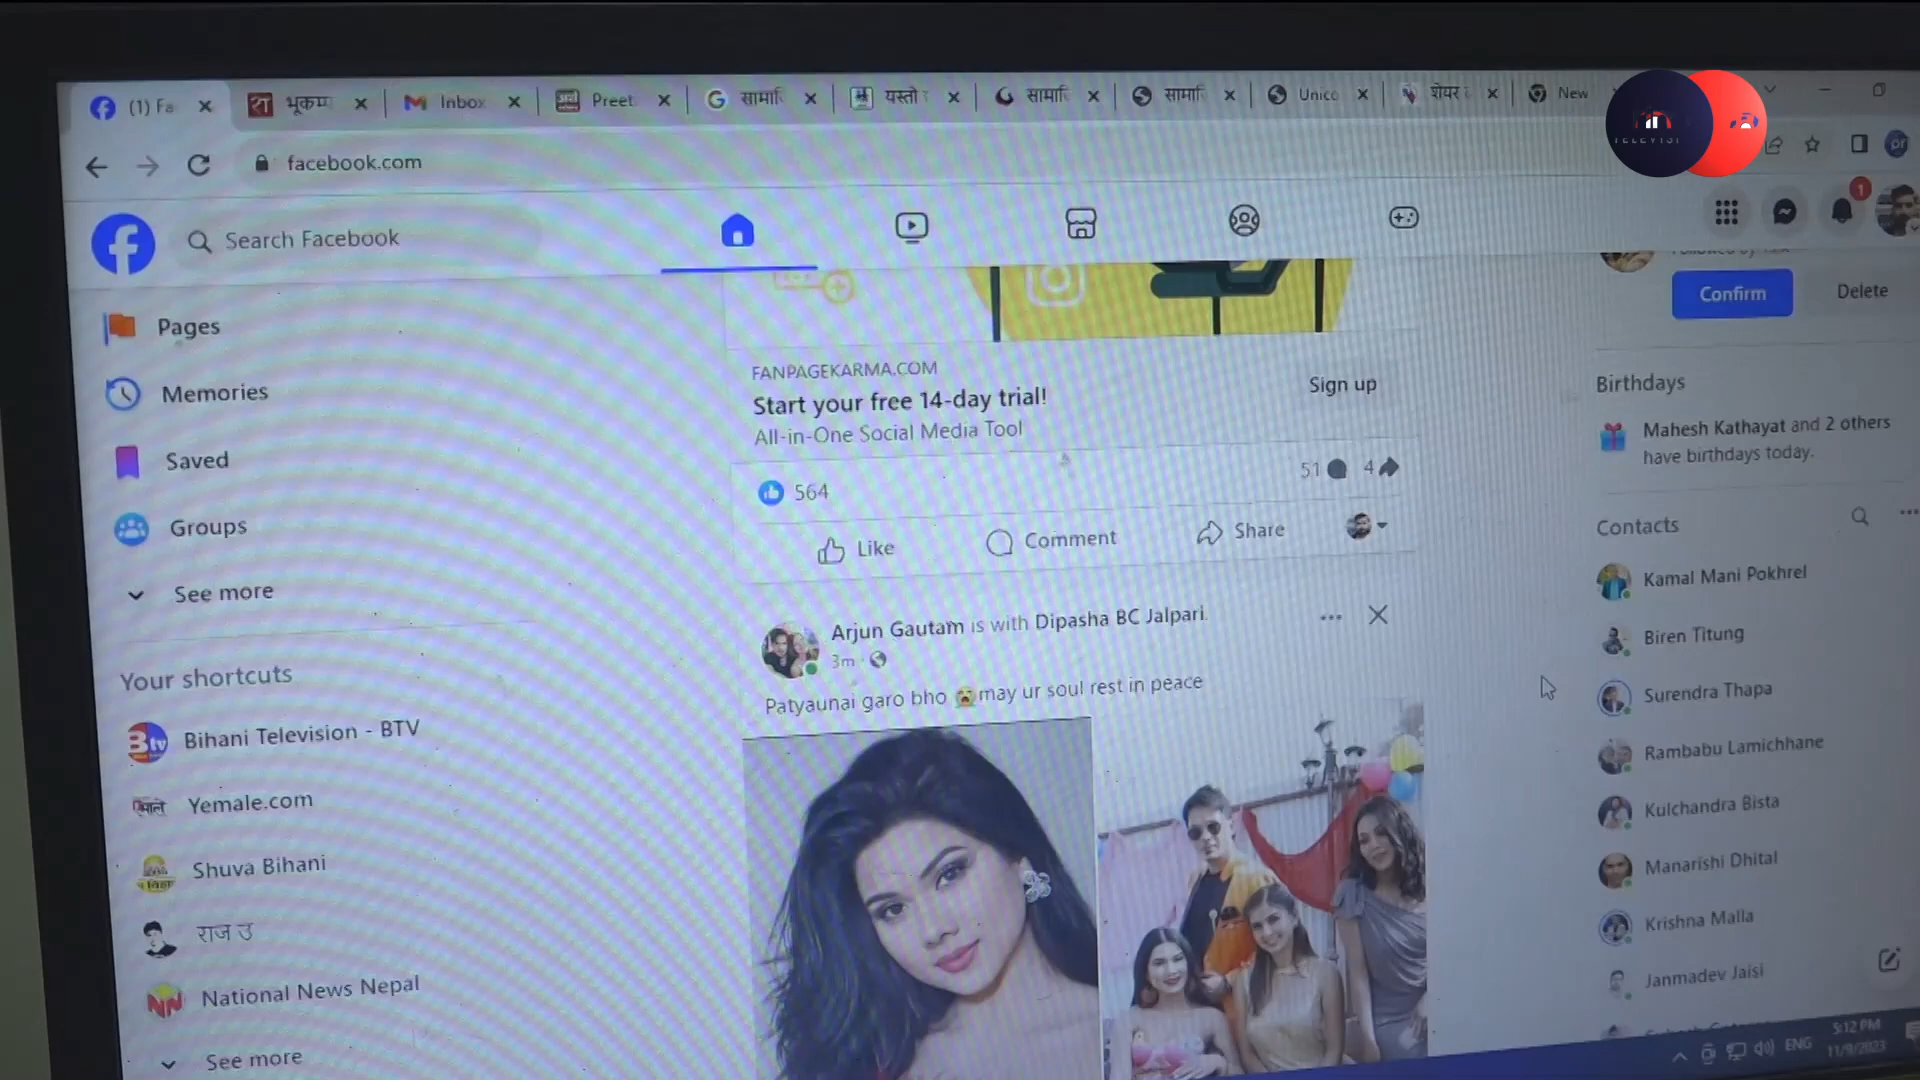 (1) Fa
भूकम्प
Inbox
Preet
सामाजि
यस्तो
सामाजि
सामाजि
Unico
शेयर
New
facebook.com
Search Facebook
1
Pages
Memories
Saved
Groups
See more
Your shortcuts
Bihani Television - BTV
Yemale.com
Shuva Bihani
राज उ
National News Nepal
See more
FANPAGEKARMA.COM
Start your free 14-day trial!
All-in-One Social Media Tool
Sign up
564
51
4
Like
Comment
Share
Arjun Gautam is with Dipasha BC Jalpari.
3m
Patyaunai garo bho 😭may ur soul rest in peace
Confirm
Delete
Birthdays
Mahesh Kathayat and 2 others
have birthdays today.
Contacts
Kamal Mani Pokhrel
Biren Titung
Surendra Thapa
Rambabu Lamichhane
Kulchandra Bista
Manarishi Dhital
Krishna Malla
Janmadev Jaisi
ENG
5:12 PM
11/9/2023